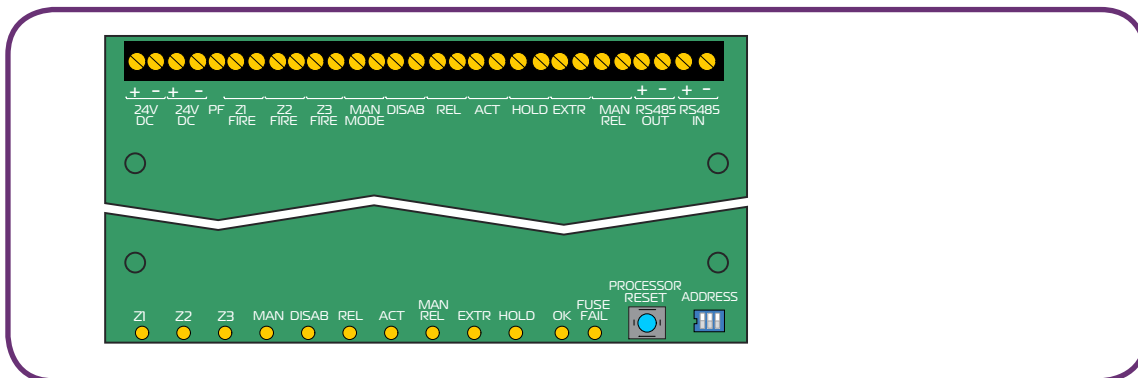 + - + - + - + -
24V 24V PF Z1 Z2 Z3 MAN DISAB REL ACT HOLD EXTR MAN RS485 RS485
DC DC FIRE FIRE FIRE MODE REL OUT IN
PROCESSOR
RESET ADDRESS
MAN FUSE
Z1 Z2 Z3 MAN DISAB REL ACT REL EXTR HOLD OK FAIL